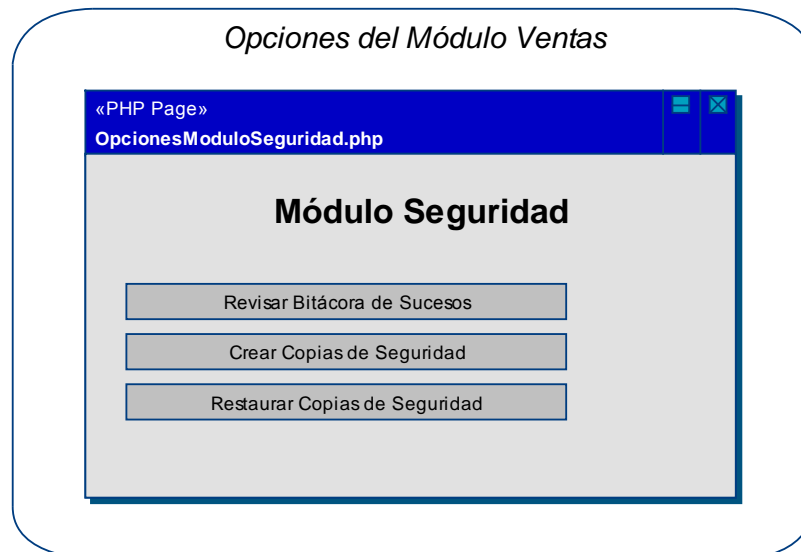 Opciones del Módulo Ventas
«PHP Page»
OpcionesModuloSeguridad.php
Módulo Seguridad
Revisar Bitácora de Sucesos
Crear Copias de Seguridad
Restaurar Copias de Seguridad